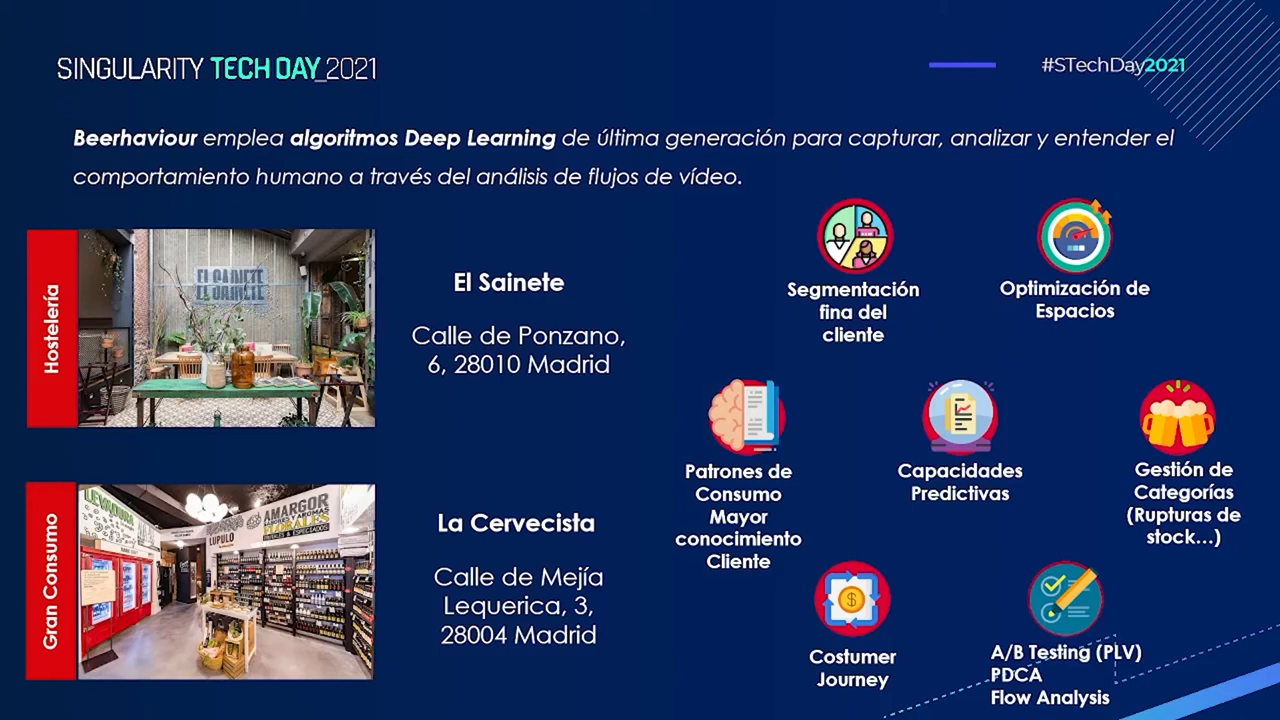 SINGULARITY TECH DAY_2021
#STechDay2021
Beerhaviour emplea algoritmos Deep Learning de última generación para capturar, analizar y entender el
comportamiento humano a través del análisis de flujos de vídeo.
Hostelería
EL SAINETE
El Sainete
Calle de Ponzano,
6, 28010 Madrid
Gran Consumo
LEVADURA
LÚPULO
AMARGOR
FLORALES
La Cervecista
Calle de Mejía
Lequerica, 3,
28004 Madrid
Segmentación
fina del
cliente
Optimización de
Espacios
Patrones de
Consumo
Mayor
conocimiento
Cliente
Capacidades
Predictivas
Gestión de
Categorías
(Rupturas de
stock...)
Costumer
Journey
A/B Testing (PLV)
PDCA
Flow Analysis